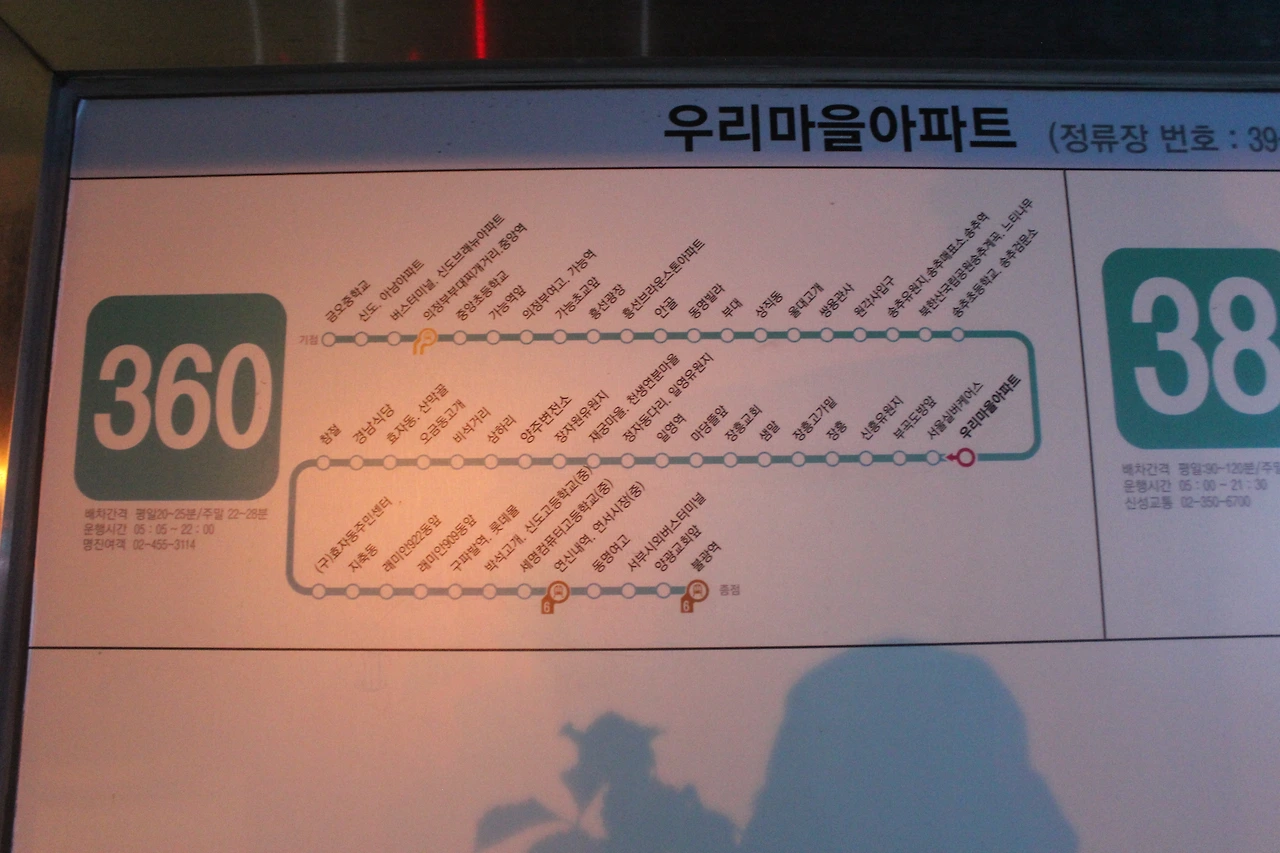 우리마을아파트 (정류장 번호 : 39
360
배차간격 평일20~25분/주말 22~28분
운행시간 05 : 05 ~ 22 : 00
명진여객 02-455-3114
기점
금오중학교
신도, 아남아파트
버스터미널, 신도브래뉴아파트
의정부부대찌개거리.중앙역
중앙초등학교
가능역앞
의정부여고, 가능역
가능초교앞
흥선광장
흥선브라운스톤아파트
안골
동명빌라
부대
상직동
울대고개
쌍용관사
원각사입구
송추유원지.송추매표소.송추역
북한산국립공원송추계곡, 느티나무
송추초등학교, 송추검문소
우리마을아파트
서울실버케어스
부곡도방앞
신흥유원지
장흥
장흥고가밑
샘말
장흥교회
마당뜰앞
일영역
정자동다리, 일영유원지
재궁마을, 천생연분마을
장자원유원지
양주변전소
삼하리
비석거리
오금동고개
효자동, 산막골
경남식당
참절
(구)효자동주민센터
지축동
래미안922동앞
래미안909동앞
구파발역, 롯데몰
박석고개, 신도고등학교(중)
세명컴퓨터고등학교(중)
연신내역, 연서시장(중)
동명여고
서부시외버스터미널
양광교회앞
불광역
종점
6
6
38
배차간격 평일:90~120분/주말
운행시간 05 : 00 ~ 21 : 30
신성교통 02-350-6700